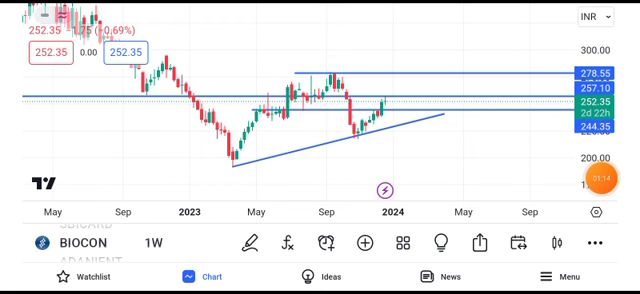 INR
252.35 −1.75 (−0.69%)
252.35 0.00 252.35
300.00
278.55
257.10
252.35
2d 22h
244.35
200.00
01:14
May Sep 2023 May Sep 2024 May Sep
SBICARD
BIOCON 1W
ADANIENT
Watchlist Chart Ideas News Menu